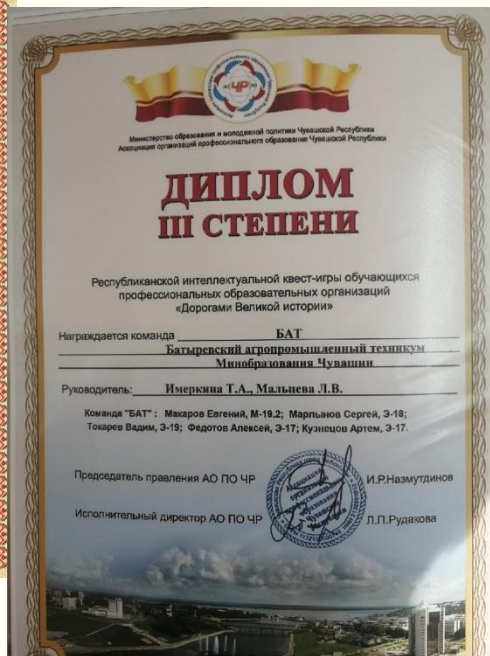 ЧР
Министерство образования и молодежной политики Чувашской Республики
Ассоциация организаций профессионального образования Чувашской Республики
ДИПЛОМ
III СТЕПЕНИ
Республиканской интеллектуальной квест-игры обучающихся
профессиональных образовательных организаций
«Дорогами Великой истории»
Награждается команда БАТ
Батыревский агропромышленный техникум
Минобразования Чувашии
Руководитель: Имеркина Т.А., Мальцева Л.В.
Команда "БАТ" : Макаров Евгений, М-19.2; Марлынов Сергей, Э-18;
Токарев Вадим, Э-19; Федотов Алексей, Э-17; Кузнецов Артем, Э-17.
Председатель правления АО ПО ЧР И.Р.Назмутдинов
Исполнительный директор АО ПО ЧР Л.П.Рудакова